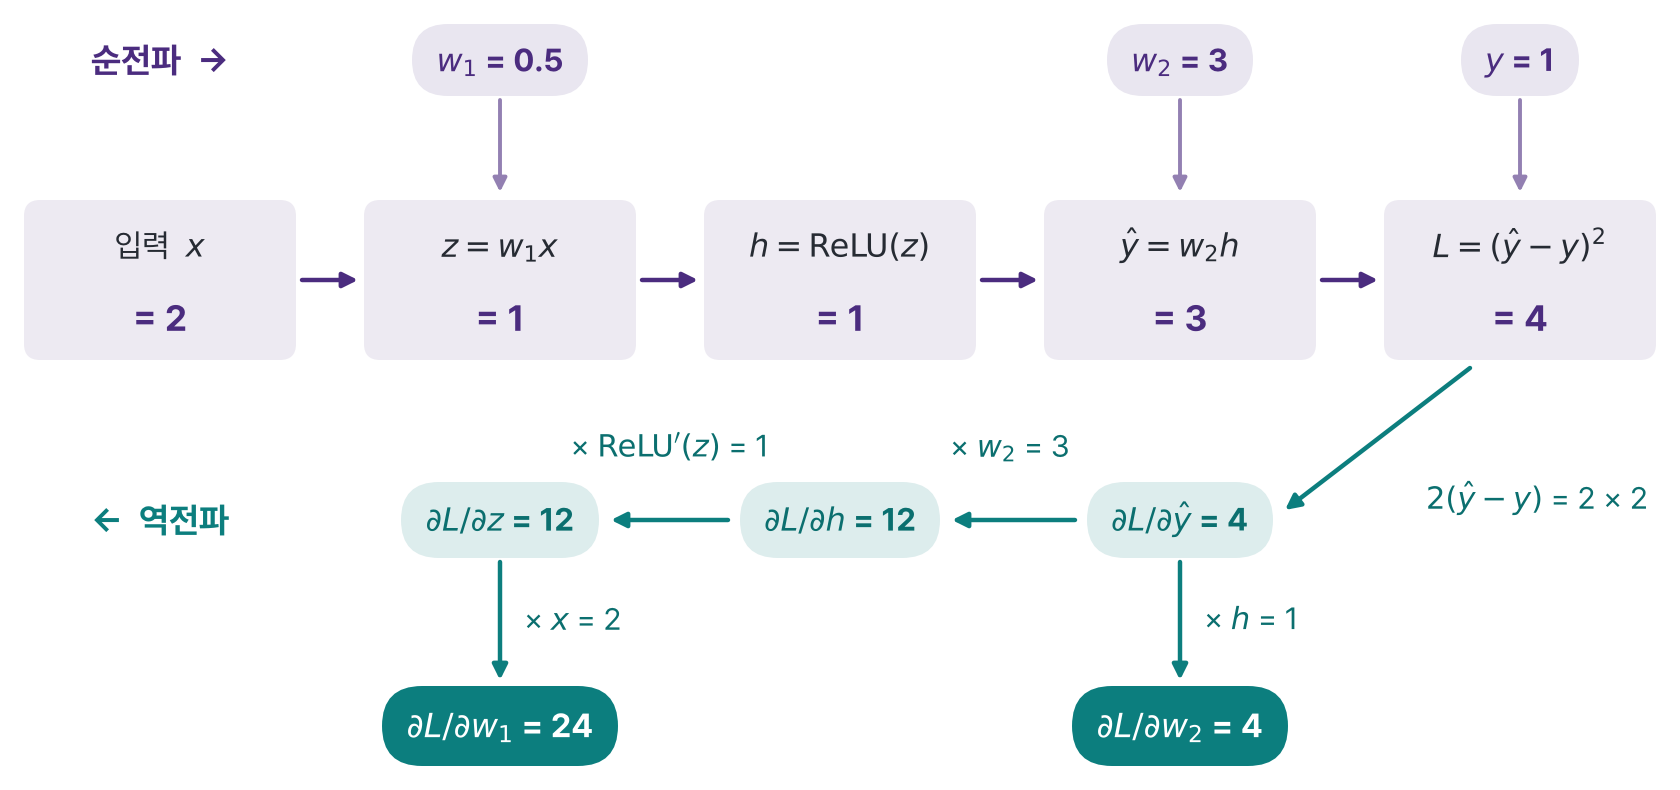 순전파 →
w₁ = 0.5
w₂ = 3
y = 1
입력 x
= 2
z = w₁x
= 1
h = ReLU(z)
= 1
ŷ = w₂h
= 3
L = (ŷ − y)²
= 4
× ReLU′(z) = 1
× w₂ = 3
2(ŷ − y) = 2 × 2
← 역전파
∂L/∂z = 12
∂L/∂h = 12
∂L/∂ŷ = 4
× x = 2
× h = 1
∂L/∂w₁ = 24
∂L/∂w₂ = 4